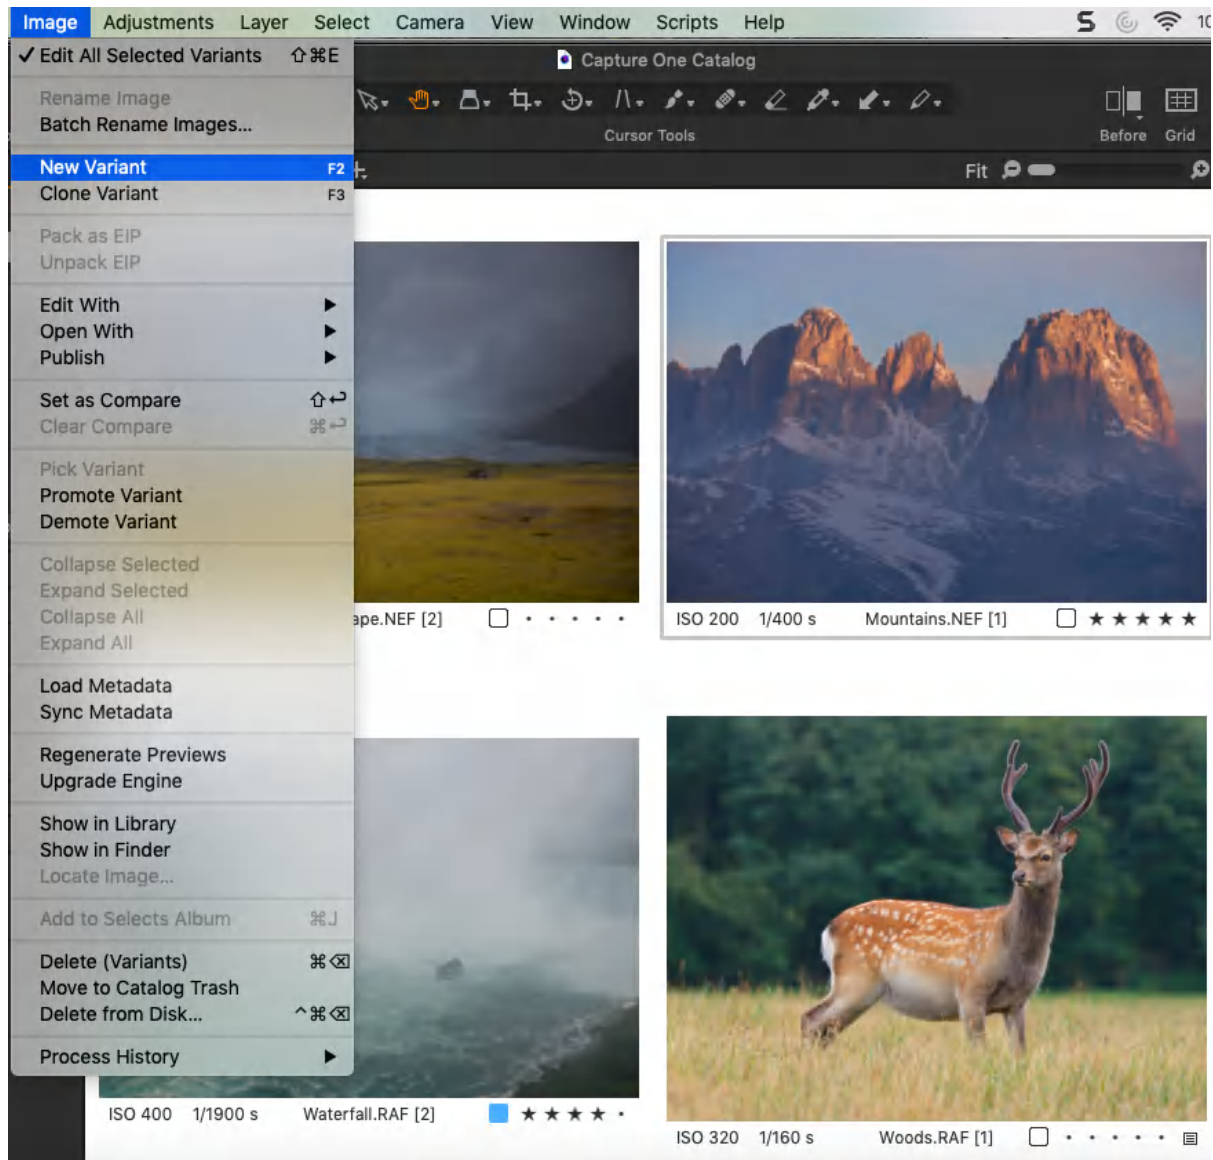 Image Adjustments Layer Select Camera View Window Scripts Help 10
✓ Edit All Selected Variants ⇧⌘E
Capture One Catalog
Rename Image
Batch Rename Images...
Cursor Tools
Before Grid
New Variant F2
Fit
Clone Variant F3
Pack as EIP
Unpack EIP
Edit With ▶
Open With ▶
Publish ▶
Set as Compare ⇧↩
Clear Compare ⌘↩
Pick Variant
Promote Variant
Demote Variant
Collapse Selected
Expand Selected
Collapse All
Expand All
ape.NEF [2]
ISO 200 1/400 s Mountains.NEF [1] ★ ★ ★ ★ ★
Load Metadata
Sync Metadata
Regenerate Previews
Upgrade Engine
Show in Library
Show in Finder
Locate Image...
Add to Selects Album ⌘J
Delete (Variants) ⌘⌫
Move to Catalog Trash
Delete from Disk... ^⌘⌫
Process History ▶
ISO 400 1/1900 s Waterfall.RAF [2] ★ ★ ★ ★ ·
ISO 320 1/160 s Woods.RAF [1] · · · · ·